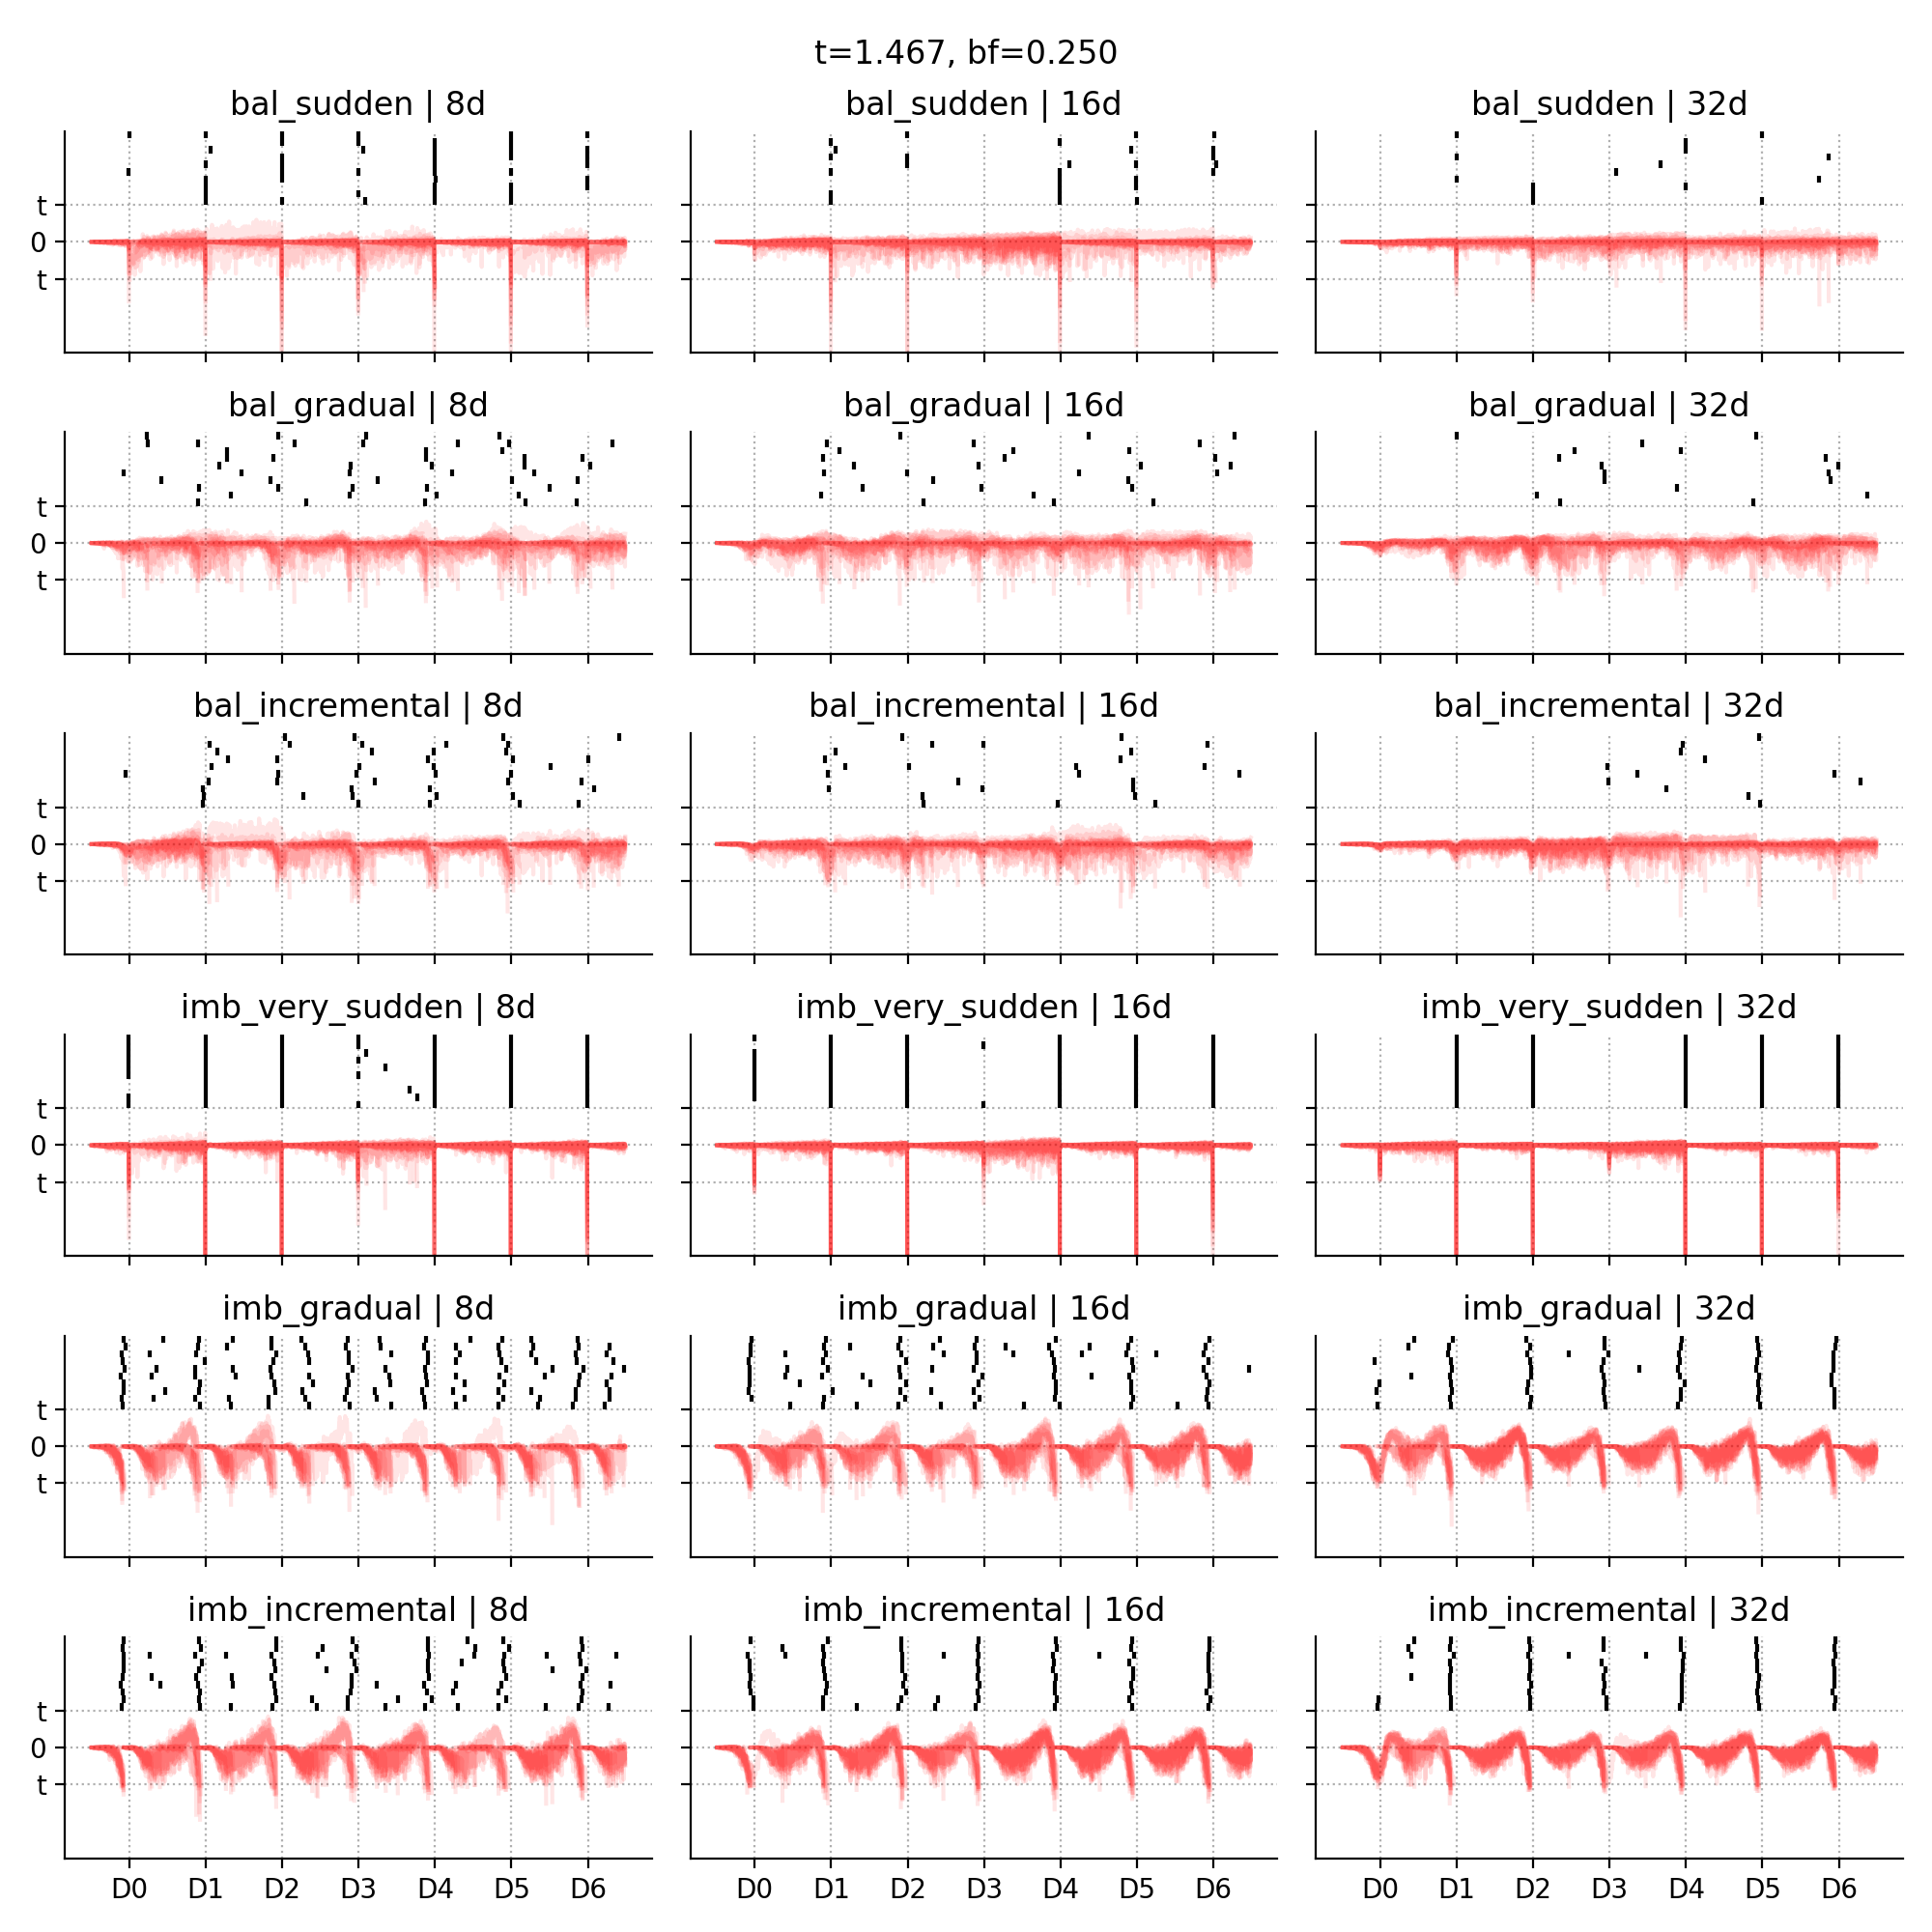 t=1.467, bf=0.250
bal_sudden | 8d
bal_sudden | 16d
bal_sudden | 32d
t
0
t
bal_gradual | 8d
bal_gradual | 16d
bal_gradual | 32d
t
0
t
bal_incremental | 8d
bal_incremental | 16d
bal_incremental | 32d
t
0
t
imb_very_sudden | 8d
imb_very_sudden | 16d
imb_very_sudden | 32d
t
0
t
imb_gradual | 8d
imb_gradual | 16d
imb_gradual | 32d
t
0
t
imb_incremental | 8d
imb_incremental | 16d
imb_incremental | 32d
t
0
t
D0 D1 D2 D3 D4 D5 D6
D0 D1 D2 D3 D4 D5 D6
D0 D1 D2 D3 D4 D5 D6